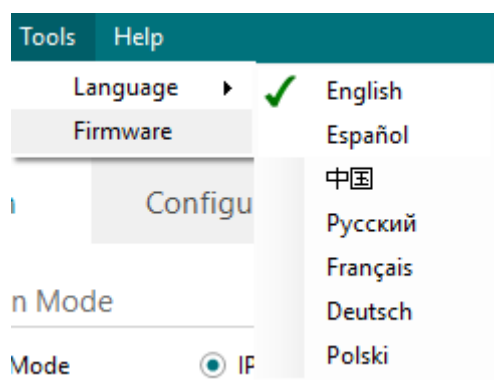 Tools Help
Language English
Firmware Español
中国
Русский
Français
Deutsch
Polski
Configu
n Mode
Mode IP